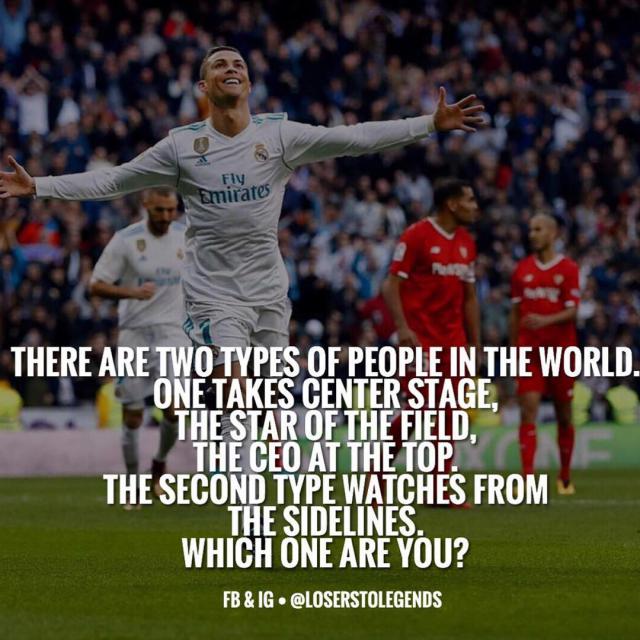 Fly
Emirates
THERE ARE TWO TYPES OF PEOPLE IN THE WORLD.
ONE TAKES CENTER STAGE,
THE STAR OF THE FIELD,
THE CEO AT THE TOP.
THE SECOND TYPE WATCHES FROM
THE SIDELINES.
WHICH ONE ARE YOU?
FB & IG • @LOSERSTOLEGENDS